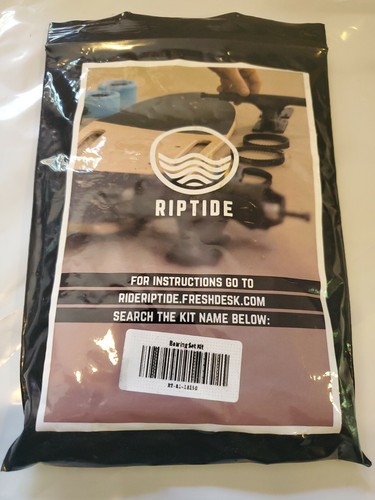 RIPTIDE
FOR INSTRUCTIONS GO TO
RIDERIPTIDE.FRESHDESK.COM
SEARCH THE KIT NAME BELOW:
Bearing Set Kit